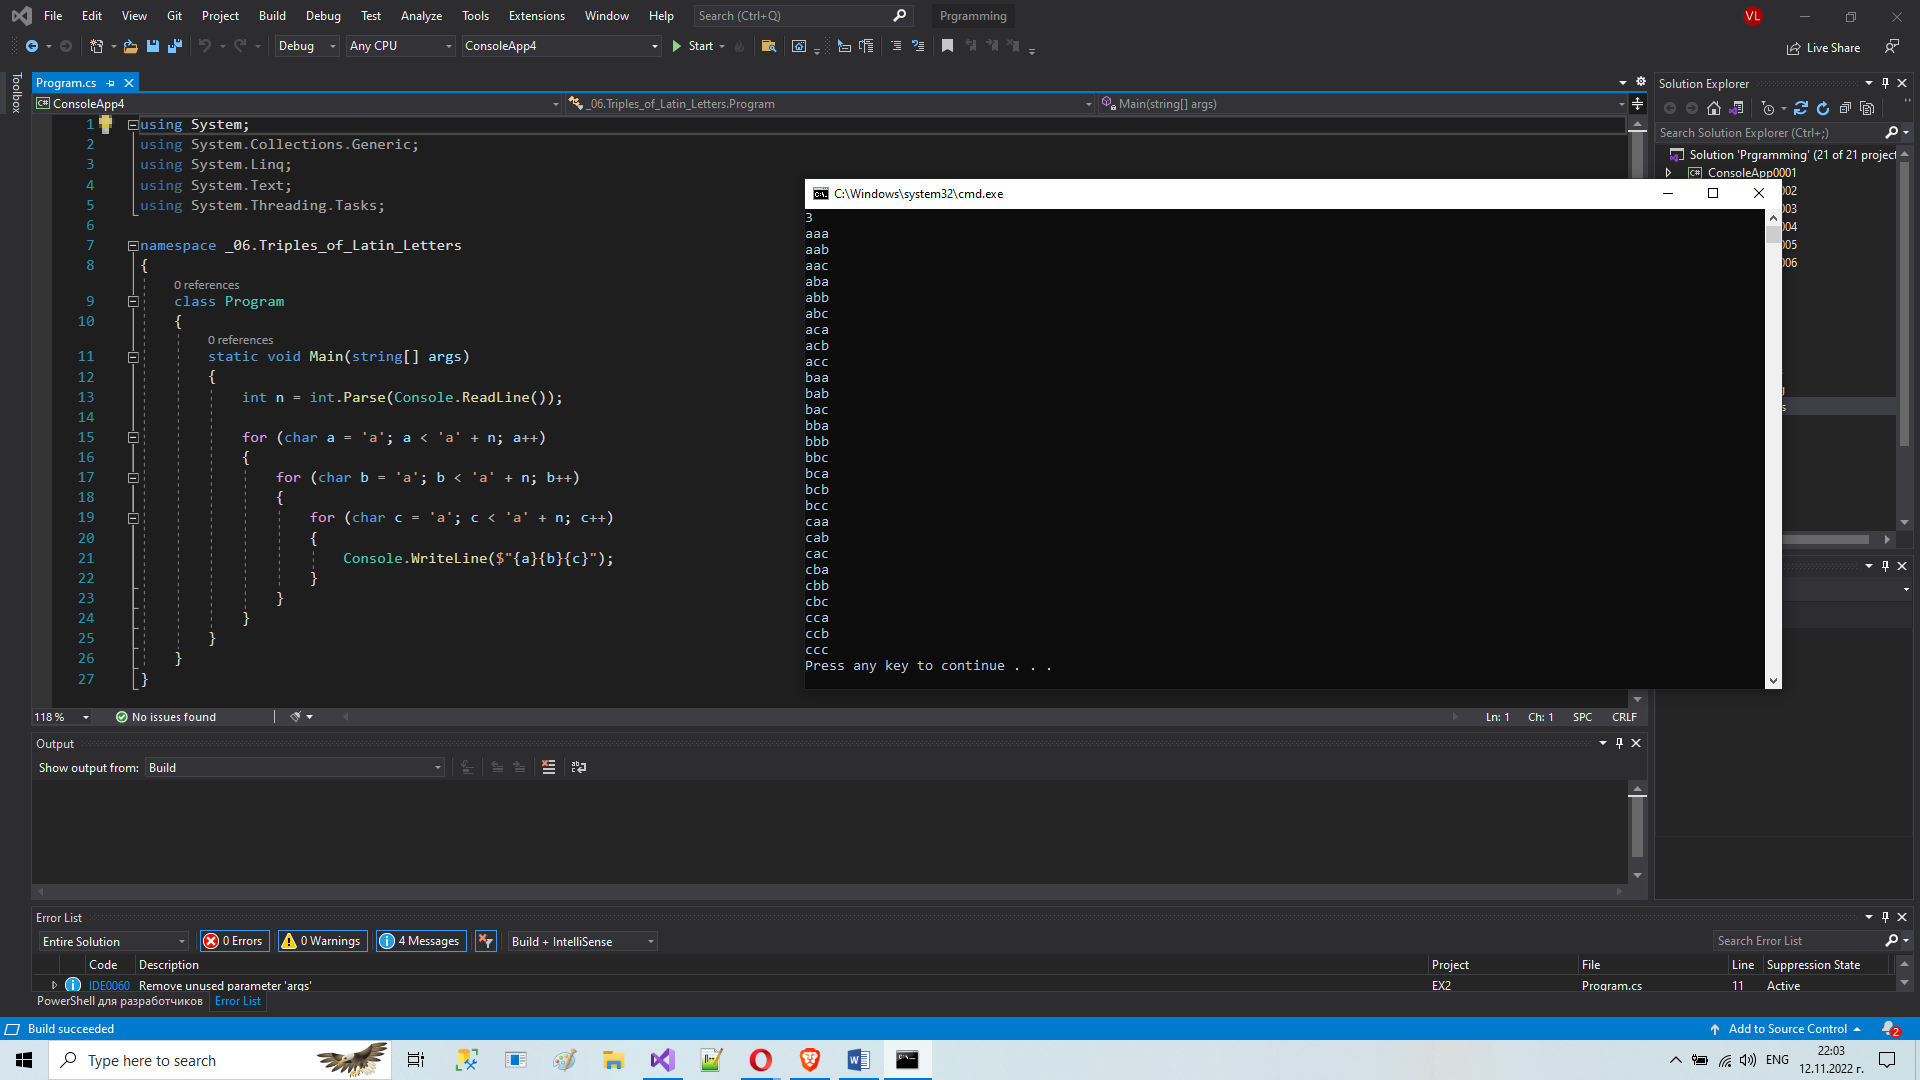 File Edit View Git Project Build Debug Test Analyze Tools Extensions Window Help Search (Ctrl+Q) Prgramming VL
Debug Any CPU ConsoleApp4 Start Live Share
Toolbox
Program.cs
ConsoleApp4 _06.Triples_of_Latin_Letters.Program Main(string[] args)
1 using System;
2 using System.Collections.Generic;
3 using System.Linq;
4 using System.Text;
5 using System.Threading.Tasks;
6
7 namespace _06.Triples_of_Latin_Letters
8 {
0 references
9 class Program
10 {
0 references
11 static void Main(string[] args)
12 {
13 int n = int.Parse(Console.ReadLine());
14
15 for (char a = 'a'; a < 'a' + n; a++)
16 {
17 for (char b = 'a'; b < 'a' + n; b++)
18 {
19 for (char c = 'a'; c < 'a' + n; c++)
20 {
21 Console.WriteLine($"{a}{b}{c}");
22 }
23 }
24 }
25 }
26 }
27 }
118 % No issues found Ln: 1 Ch: 1 SPC CRLF
C:\Windows\system32\cmd.exe
3
aaa
aab
aac
aba
abb
abc
aca
acb
acc
baa
bab
bac
bba
bbb
bbc
bca
bcb
bcc
caa
cab
cac
cba
cbb
cbc
cca
ccb
ccc
Press any key to continue . . .
Solution Explorer
Search Solution Explorer (Ctrl+;)
Solution 'Prgramming' (21 of 21 project
ConsoleApp0001
002
003
004
005
006
Output
Show output from: Build
Error List
Entire Solution 0 Errors 0 Warnings 4 Messages Build + IntelliSense Search Error List
Code Description Project File Line Suppression State
IDE0060 Remove unused parameter 'args' EX2 Program.cs 11 Active
PowerShell для разработчиков Error List
Build succeeded Add to Source Control 2
Type here to search ENG 22:03
12.11.2022 г.